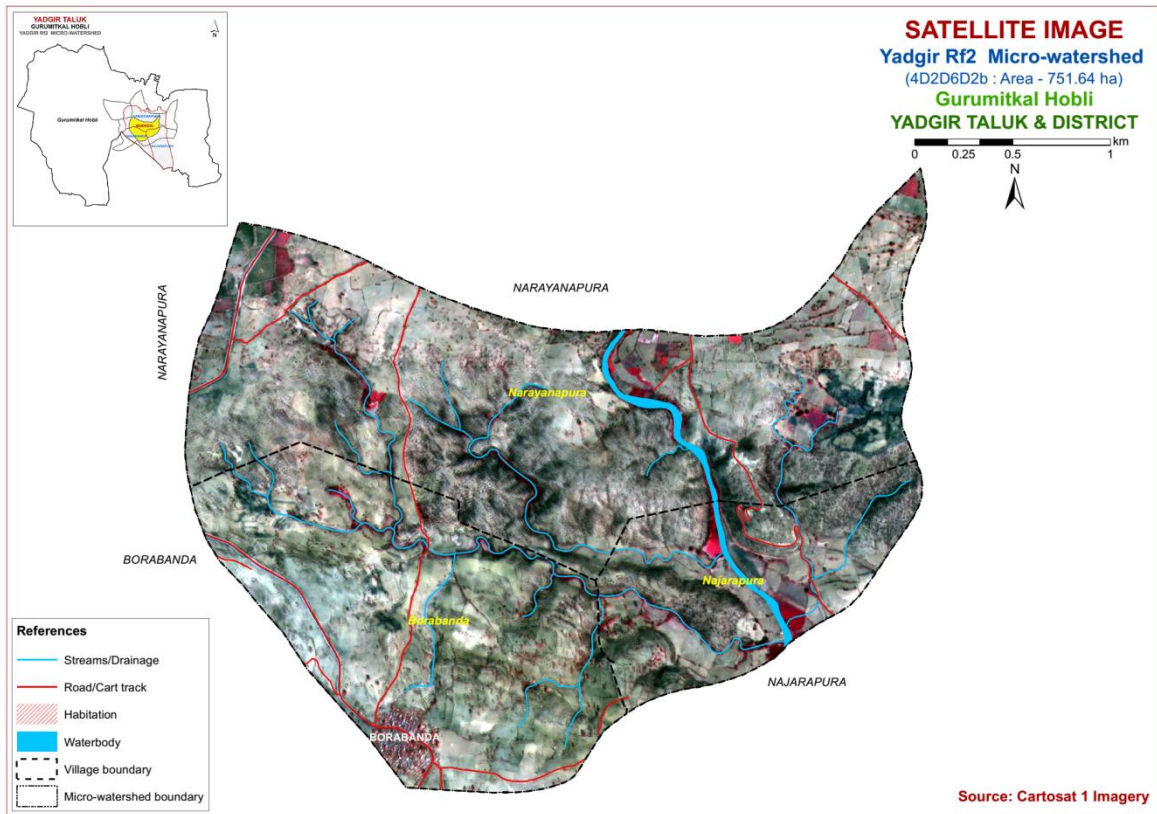 YADGIR TALUK
GURUMITKAL HOBLI
YADGIR Rf2 MICRO-WATERSHED
N
Gurumitkal Hobli
SATELLITE IMAGE
Yadgir Rf2 Micro-watershed
(4D2D6D2b : Area - 751.64 ha)
Gurumitkal Hobli
YADGIR TALUK & DISTRICT
km
0 0.25 0.5 1
N
NARAYANAPURA
NARAYANAPURA
Narayanapura
BORABANDA
Najarapura
Borabanda
NAJARAPURA
BORABANDA
References
Streams/Drainage
Road/Cart track
Habitation
Waterbody
Village boundary
Micro-watershed boundary
Source: Cartosat 1 Imagery